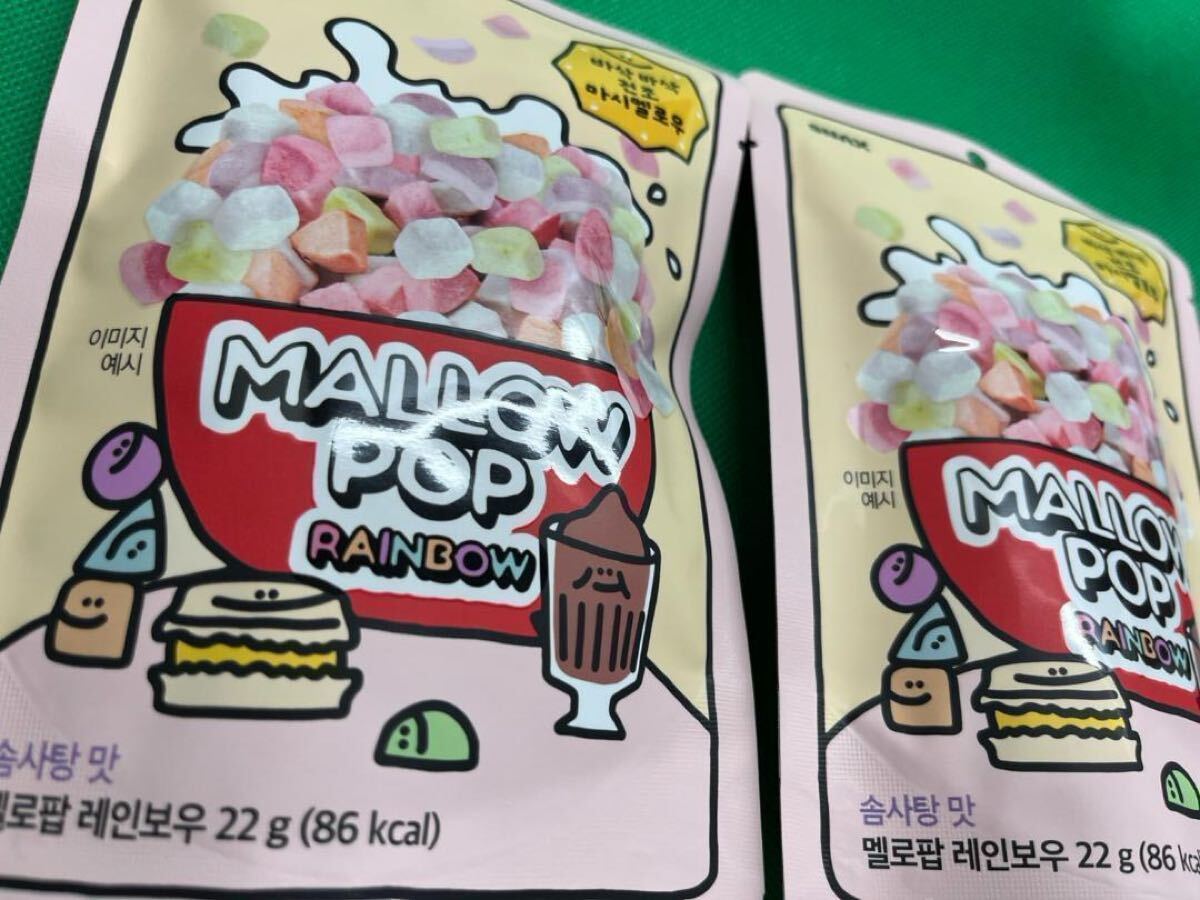 바삭 바삭
건조
마시멜로우
이미지
예시
MALLOW
POP
RAINBOW
솜사탕 맛
멜로팝 레인보우 22 g (86 kcal)
이미지
예시
MALLOW
POP
RAINBOW
솜사탕 맛
멜로팝 레인보우 22 g (86 kc